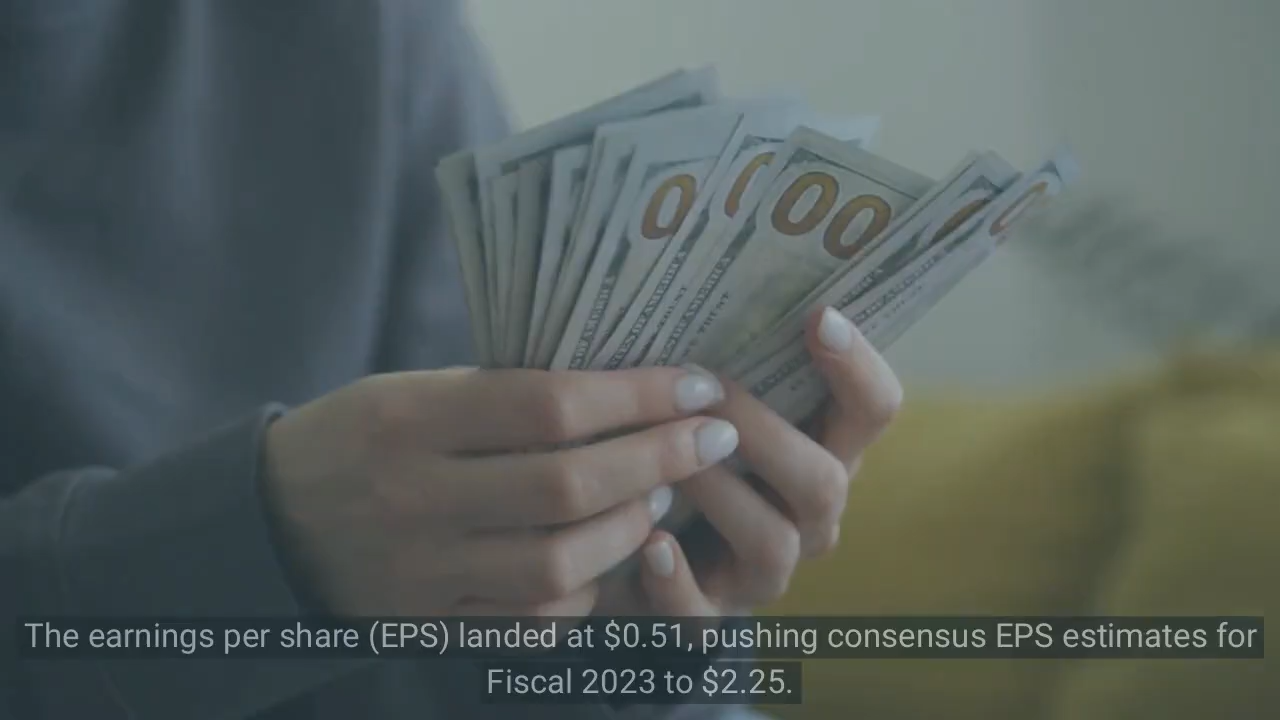 00
The earnings per share (EPS) landed at $0.51, pushing consensus EPS estimates for
Fiscal 2023 to $2.25.